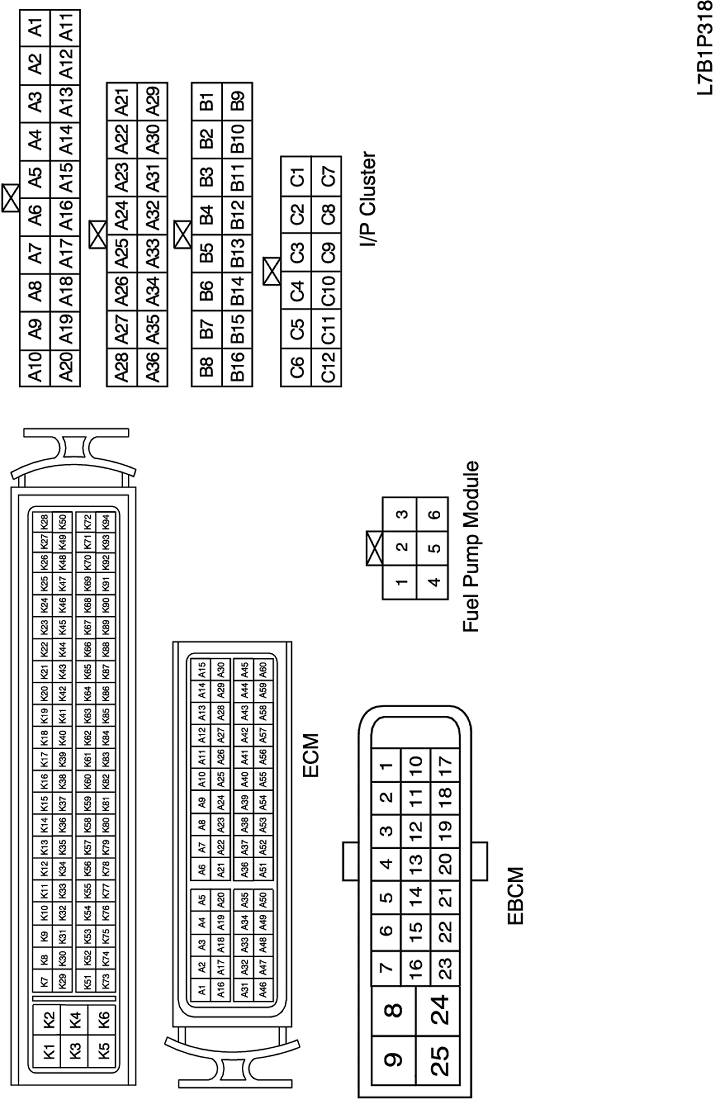 K1 K2
K3 K4
K5 K6
K7 K8 K9 K10 K11 K12 K13 K14 K15 K16 K17 K18 K19 K20 K21 K22 K23 K24 K25 K26 K27 K28
K29 K30 K31 K32 K33 K34 K35 K36 K37 K38 K39 K40 K41 K42 K43 K44 K45 K46 K47 K48 K49 K50
K51 K52 K53 K54 K55 K56 K57 K58 K59 K60 K61 K62 K63 K64 K65 K66 K67 K68 K69 K70 K71 K72
K73 K74 K75 K76 K77 K78 K79 K80 K81 K82 K83 K84 K85 K86 K87 K88 K89 K90 K91 K92 K93 K94
A1 A2 A3 A4 A5 A6 A7 A8 A9 A10 A11 A12 A13 A14 A15
A16 A17 A18 A19 A20 A21 A22 A23 A24 A25 A26 A27 A28 A29 A30
A31 A32 A33 A34 A35 A36 A37 A38 A39 A40 A41 A42 A43 A44 A45
A46 A47 A48 A49 A50 A51 A52 A53 A54 A55 A56 A57 A58 A59 A60
ECM
A10 A9 A8 A7 A6 A5 A4 A3 A2 A1
A20 A19 A18 A17 A16 A15 A14 A13 A12 A11
A28 A27 A26 A25 A24 A23 A22 A21
A36 A35 A34 A33 A32 A31 A30 A29
B8 B7 B6 B5 B4 B3 B2 B1
B16 B15 B14 B13 B12 B11 B10 B9
C6 C5 C4 C3 C2 C1
C12 C11 C10 C9 C8 C7
I/P Cluster
9 8 7 6 5 4 3 2 1
16 15 14 13 12 11 10
25 24 23 22 21 20 19 18 17
EBCM
1 2 3
4 5 6
Fuel Pump Module
L7B1P318